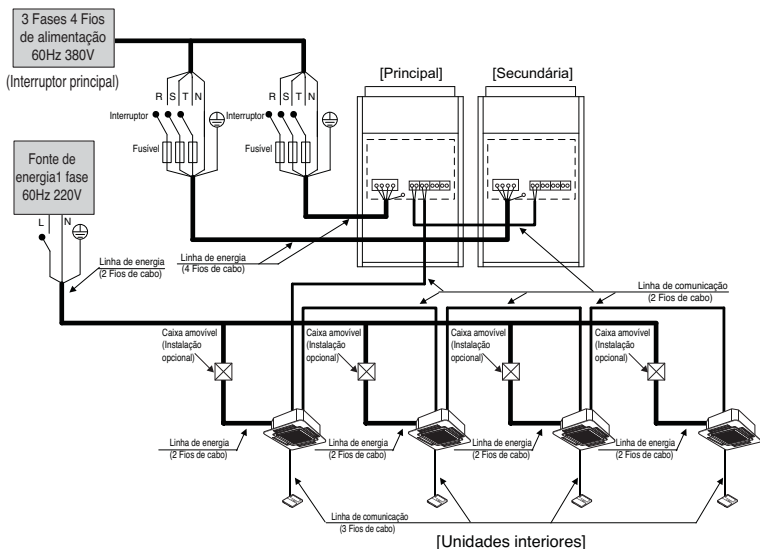 3 Fases 4 Fios
de alimentação
60Hz 380V
(Interruptor principal)
[Principal]
[Secundária]
R S T N
R S T N
Interruptor
Interruptor
Fusível
Fusível
Fonte de
energia1 fase
60Hz 220V
L
N
Linha de energia
(2 Fios de cabo)
Linha de energia
(4 Fios de cabo)
Linha de comunicação
(2 Fios de cabo)
Caixa amovível
(Instalação
opcional)
Caixa amovível
(Instalação
opcional)
Caixa amovível
(Instalação
opcional)
Caixa amovível
(Instalação
opcional)
Linha de energia
(2 Fios de cabo)
Linha de energia
(2 Fios de cabo)
Linha de energia
(2 Fios de cabo)
Linha de energia
(2 Fios de cabo)
Linha de comunicação
(3 Fios de cabo)
[Unidades interiores]